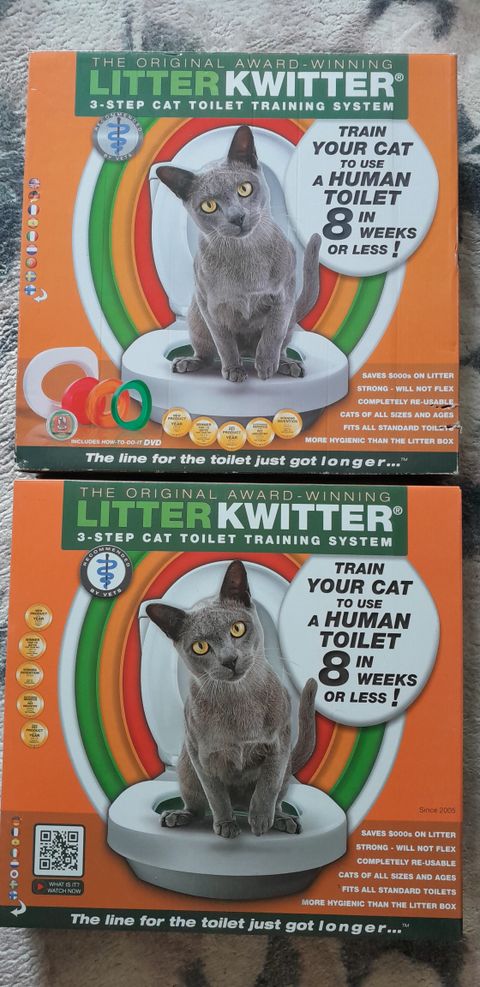 THE ORIGINAL AWARD-WINNING
LITTER KWITTER®
3-STEP CAT TOILET TRAINING SYSTEM
RECOMMENDED
BY VETS
TRAIN
YOUR CAT
TO USE
A HUMAN
TOILET
8 IN
WEEKS
OR LESS!
SAVES $000s ON LITTER
STRONG - WILL NOT FLEX
COMPLETELY RE-USABLE
CATS OF ALL SIZES AND AGES
FITS ALL STANDARD TOILETS
MORE HYGIENIC THAN THE LITTER BOX
INCLUDES HOW-TO-DO-IT DVD
The line for the toilet just got longer...™
THE ORIGINAL AWARD-WINNING
LITTER KWITTER®
3-STEP CAT TOILET TRAINING SYSTEM
RECOMMENDED
BY VETS
TRAIN
YOUR CAT
TO USE
A HUMAN
TOILET
8 IN
WEEKS
OR LESS!
Since 2005
SAVES $000s ON LITTER
STRONG - WILL NOT FLEX
COMPLETELY RE-USABLE
CATS OF ALL SIZES AND AGES
FITS ALL STANDARD TOILETS
MORE HYGIENIC THAN THE LITTER BOX
WHAT IS IT?
WATCH NOW
The line for the toilet just got longer...™